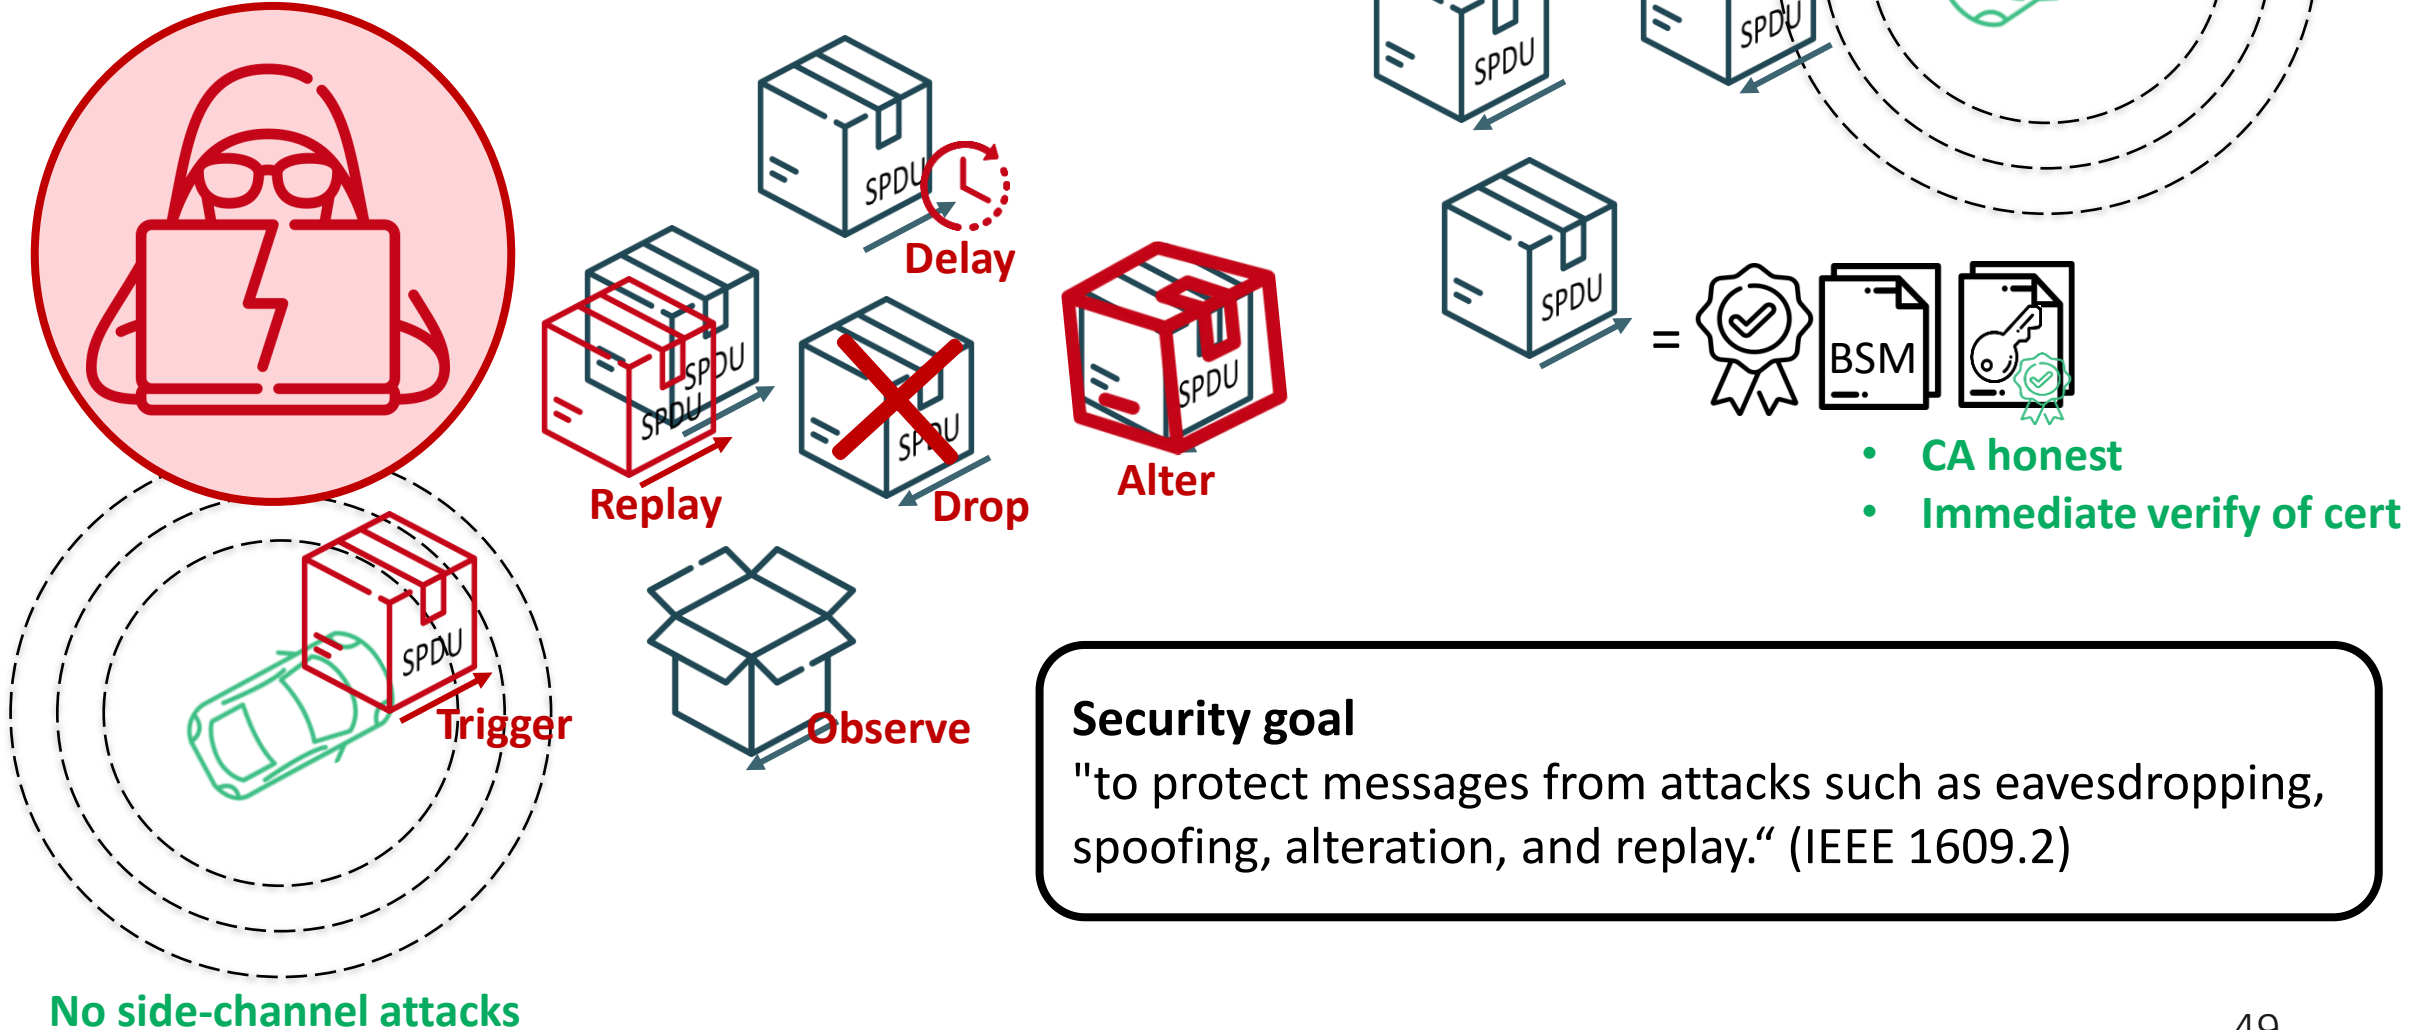 SPDU
SPDU
SPDU
Delay
SPDU
SPDU
Replay
SPDU
Drop
SPDU
Alter
SPDU
=
BSM
• CA honest
• Immediate verify of cert
SPDU
Trigger
Observe
Security goal
"to protect messages from attacks such as eavesdropping,
spoofing, alteration, and replay.“ (IEEE 1609.2)
No side-channel attacks
49